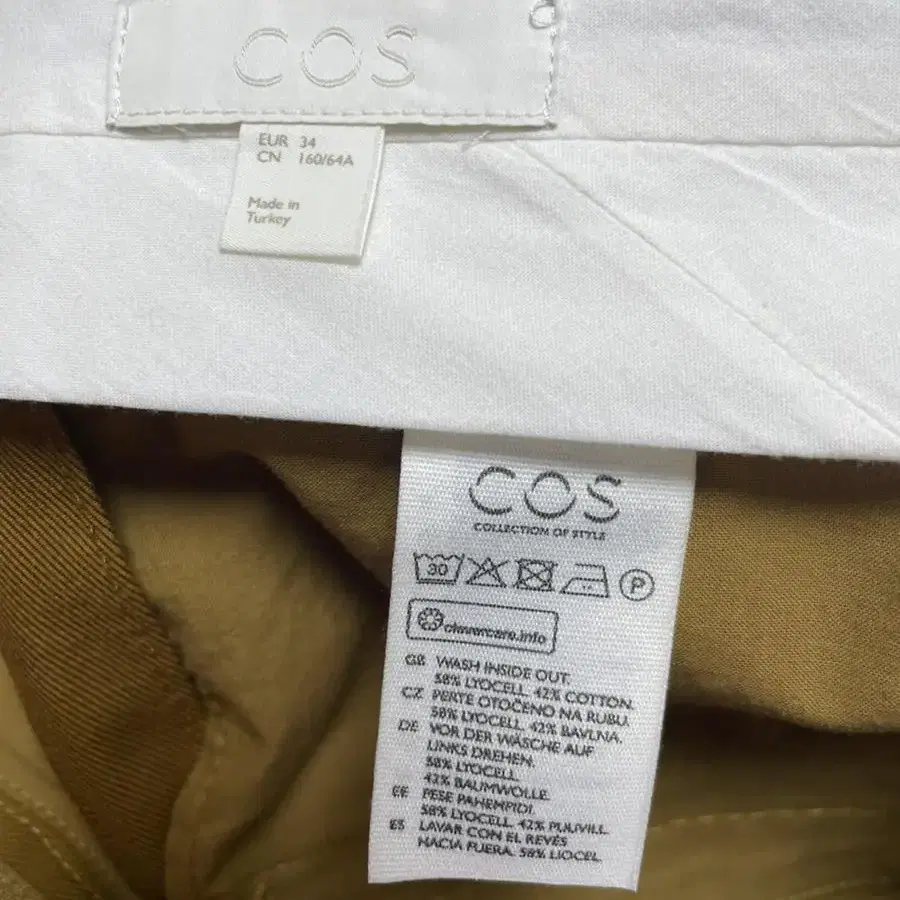 COS
EUR 34
CN 160/64A
Made in
Turkey
COS
COLLECTION OF STYLE
30 P
clevercare.info
GB WASH INSIDE OUT.
58% LYOCELL. 42% COTTON.
CZ PERTE OTOČENO NA RUBU.
58% LYOCELL. 42% BAVLNA.
DE VOR DER WÄSCHE AUF
LINKS DREHEN.
58% LYOCELL.
42% BAUMWOLLE
EE PESE PAHEMPIDI.
58% LYOCELL. 42% PUUVILL.
ES LAVAR CON EL REVÉS
HACIA FUERA. 58% LIOCEL.